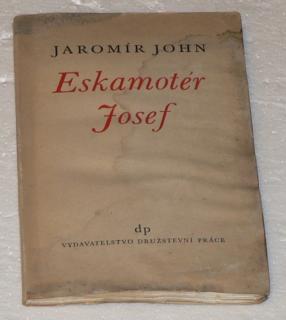 JAROMÍR JOHN
Eskamotér
Josef
dp
VYDAVATELSTVO DRUŽSTEVNÍ PRÁCE